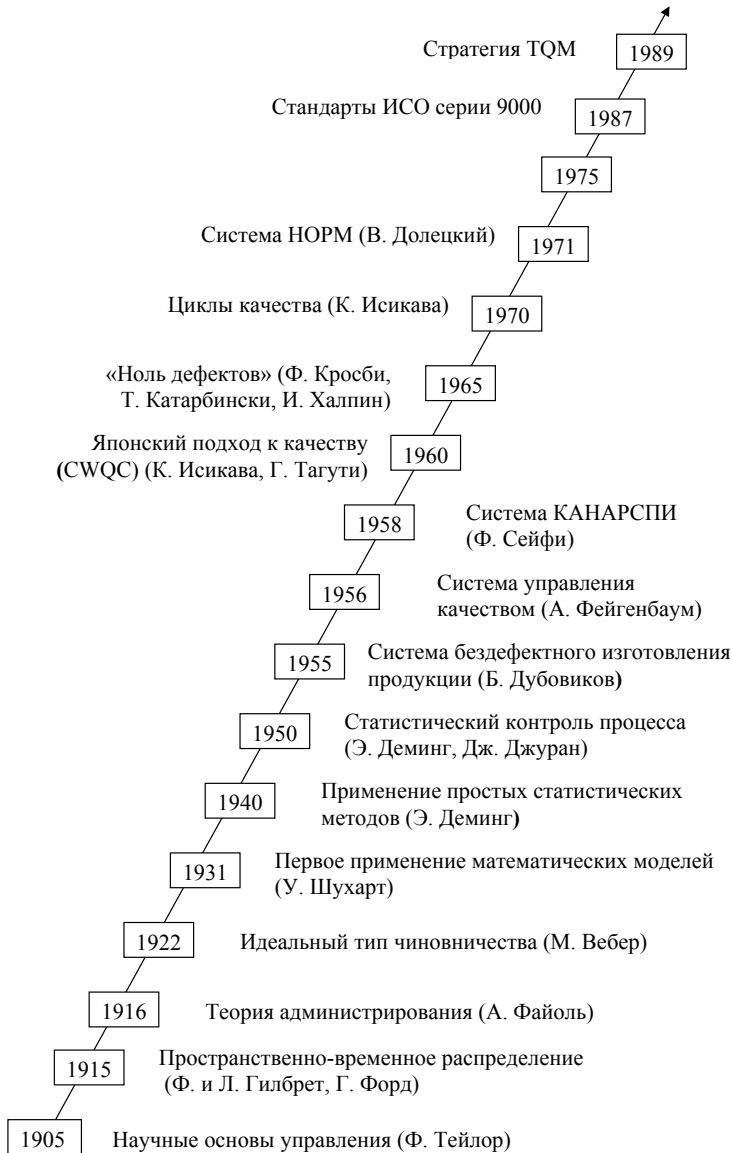 Стратегия TQM
1989
Стандарты ИСО серии 9000
1987
1975
Система НОРМ (В. Долецкий)
1971
Циклы качества (К. Исикава)
1970
«Ноль дефектов» (Ф. Кросби,
Т. Катарбински, И. Халпин)
1965
Японский подход к качеству
(CWQC) (К. Исикава, Г. Тагути)
1960
1958
Система КАНАРСПИ
(Ф. Сейфи)
1956
Система управления
качеством (А. Фейгенбаум)
1955
Система бездефектного изготовления
продукции (Б. Дубовиков)
1950
Статистический контроль процесса
(Э. Деминг, Дж. Джуран)
1940
Применение простых статистических
методов (Э. Деминг)
1931
Первое применение математических моделей
(У. Шухарт)
1922
Идеальный тип чиновничества (М. Вебер)
1916
Теория администрирования (А. Файоль)
1915
Пространственно-временное распределение
(Ф. и Л. Гилбрет, Г. Форд)
1905
Научные основы управления (Ф. Тейлор)